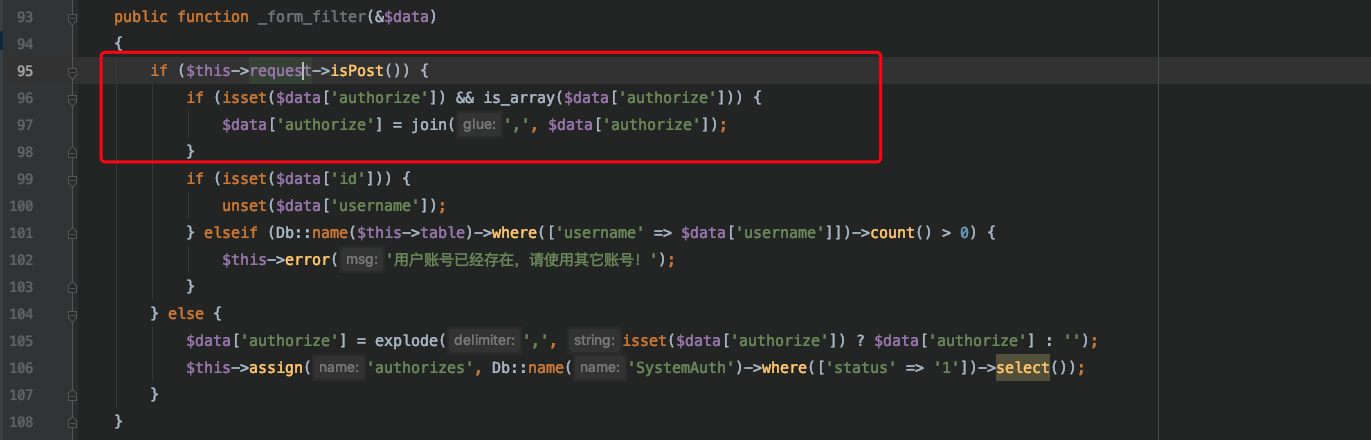 93 public function _form_filter(&$data)
94 {
95 if ($this->request->isPost()) {
96 if (isset($data['authorize']) && is_array($data['authorize'])) {
97 $data['authorize'] = join( glue: ',', $data['authorize']);
98 }
99 if (isset($data['id'])) {
100 unset($data['username']);
101 } elseif (Db::name($this->table)->where(['username' => $data['username']])->count() > 0) {
102 $this->error( msg: '用户账号已经存在，请使用其它账号！');
103 }
104 } else {
105 $data['authorize'] = explode( delimiter: ',', string: isset($data['authorize']) ? $data['authorize'] : '');
106 $this->assign( name: 'authorizes', Db::name( name: 'SystemAuth')->where(['status' => '1'])->select());
107 }
108 }